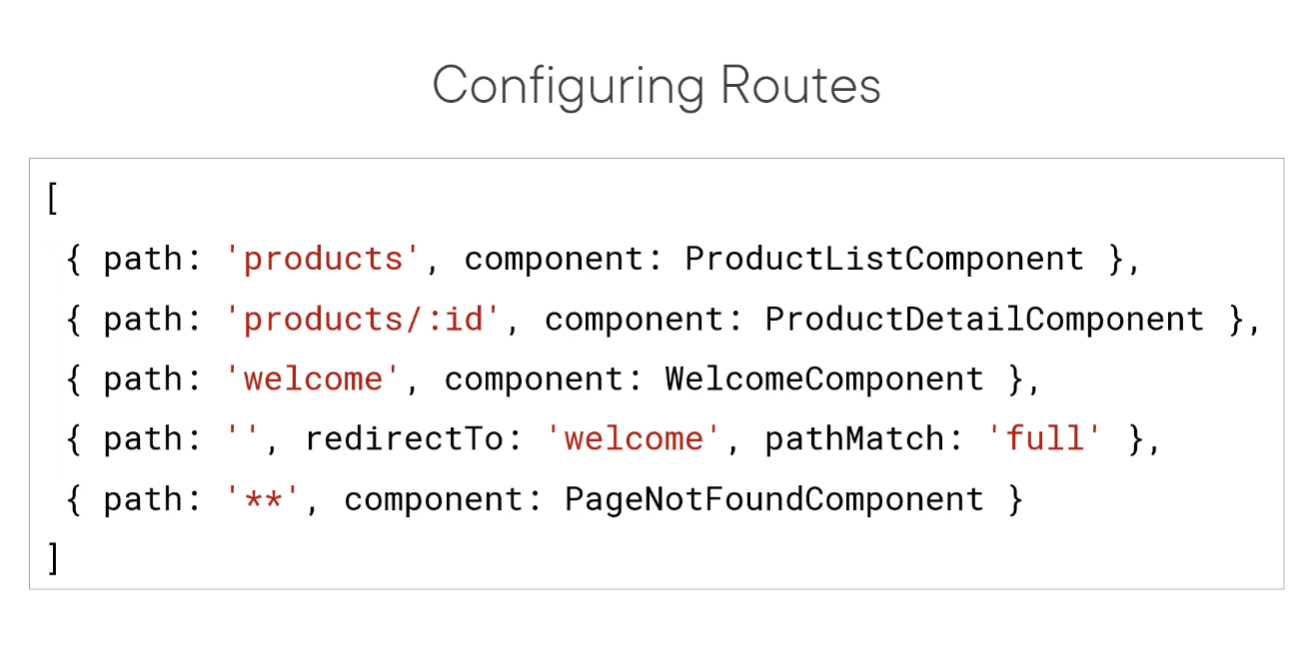 Configuring Routes
[
{ path: 'products', component: ProductListComponent },
{ path: 'products/:id', component: ProductDetailComponent },
{ path: 'welcome', component: WelcomeComponent },
{ path: '', redirectTo: 'welcome', pathMatch: 'full' },
{ path: '**', component: PageNotFoundComponent }
]